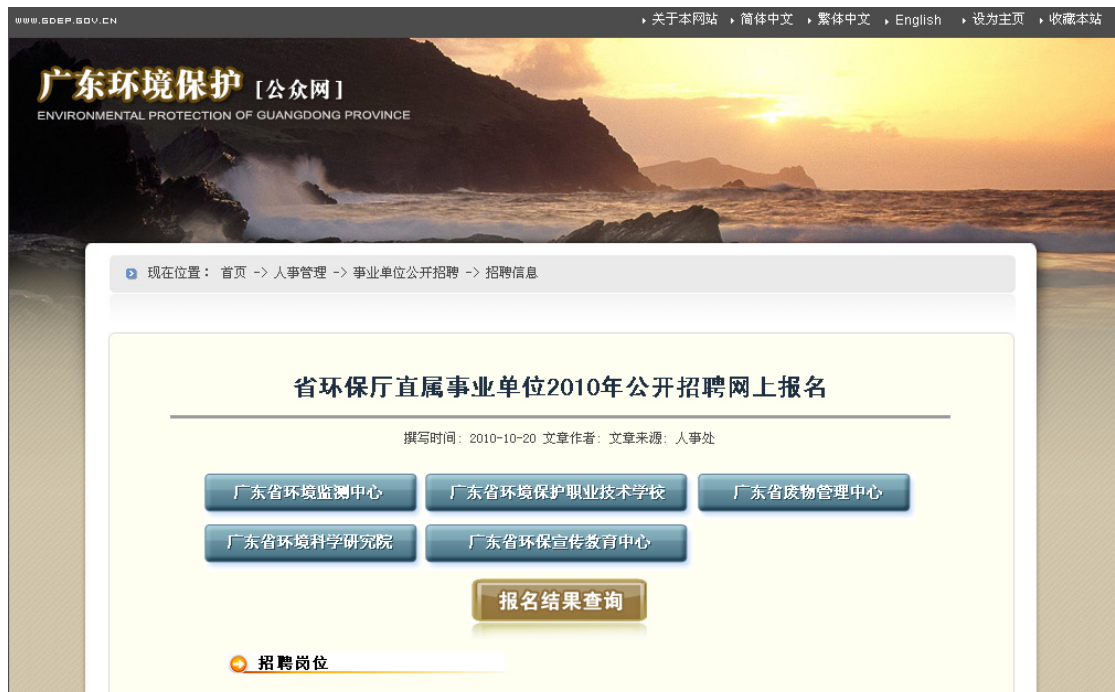 WWW.GDEP.GOV.CN
关于本网站 简体中文 繁体中文 English 设为主页 收藏本站
广东环境保护 [公众网]
ENVIRONMENTAL PROTECTION OF GUANGDONG PROVINCE
现在位置： 首页 -> 人事管理 -> 事业单位公开招聘 -> 招聘信息
省环保厅直属事业单位2010年公开招聘网上报名
撰写时间：2010-10-20 文章作者：文章来源：人事处
广东省环境监测中心 广东省环境保护职业技术学校 广东省废物管理中心
广东省环境科学研究院 广东省环保宣传教育中心
报名结果查询
招聘岗位